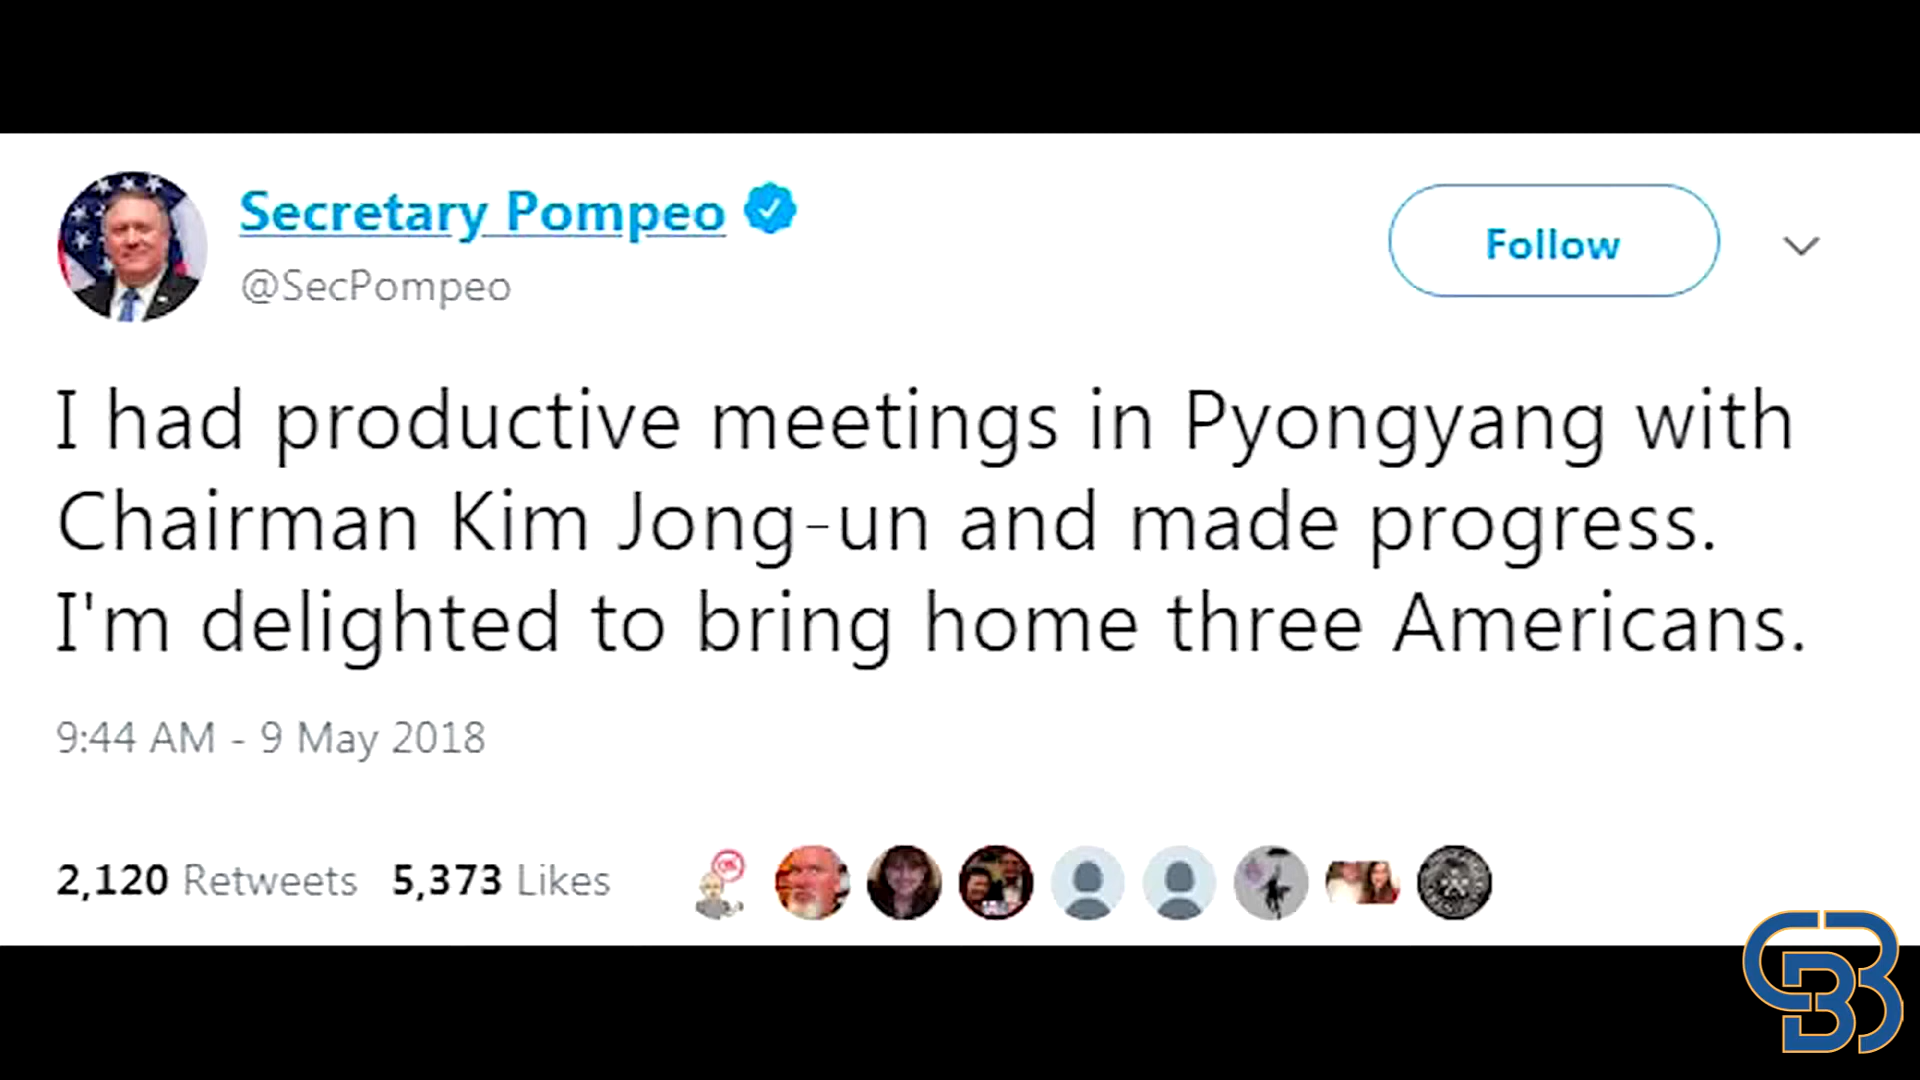 Secretary Pompeo
@SecPompeo
Follow
I had productive meetings in Pyongyang with
Chairman Kim Jong-un and made progress.
I'm delighted to bring home three Americans.
9:44 AM - 9 May 2018
2,120 Retweets 5,373 Likes